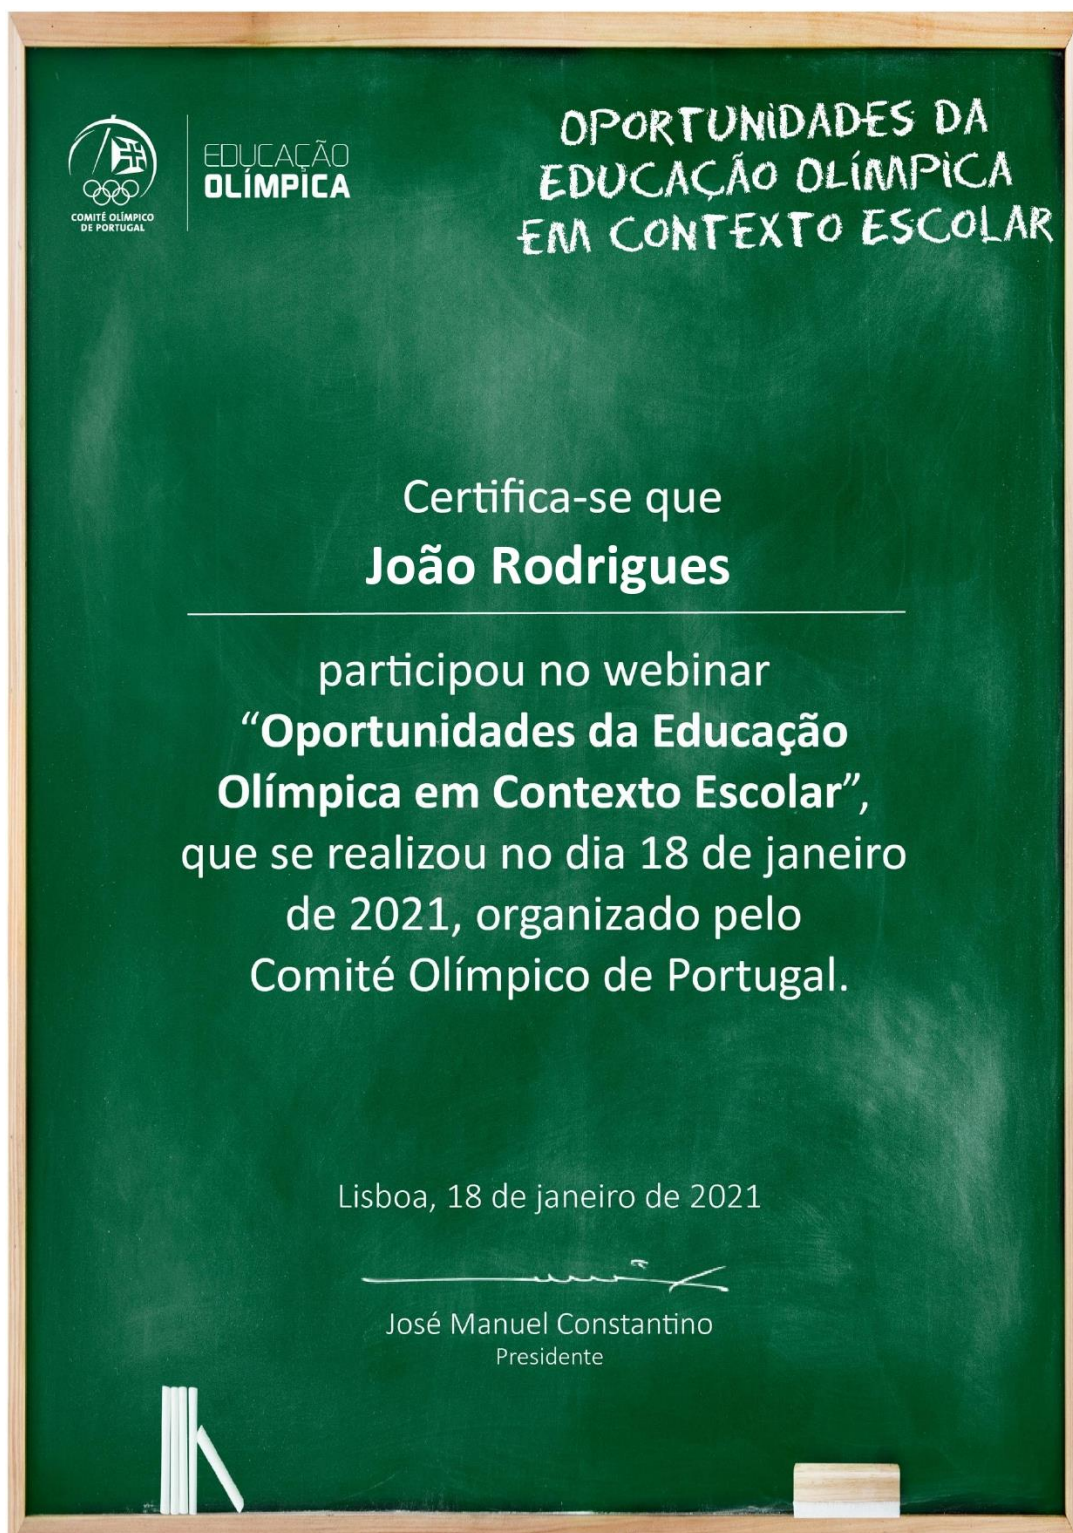 COMITÉ OLÍMPICO
DE PORTUGAL
EDUCAÇÃO
OLÍMPICA
OPORTUNIDADES DA
EDUCAÇÃO OLÍMPICA
EM CONTEXTO ESCOLAR
Certifica-se que
João Rodrigues
participou no webinar
“Oportunidades da Educação
Olímpica em Contexto Escolar”,
que se realizou no dia 18 de janeiro
de 2021, organizado pelo
Comité Olímpico de Portugal.
Lisboa, 18 de janeiro de 2021
José Manuel Constantino
Presidente